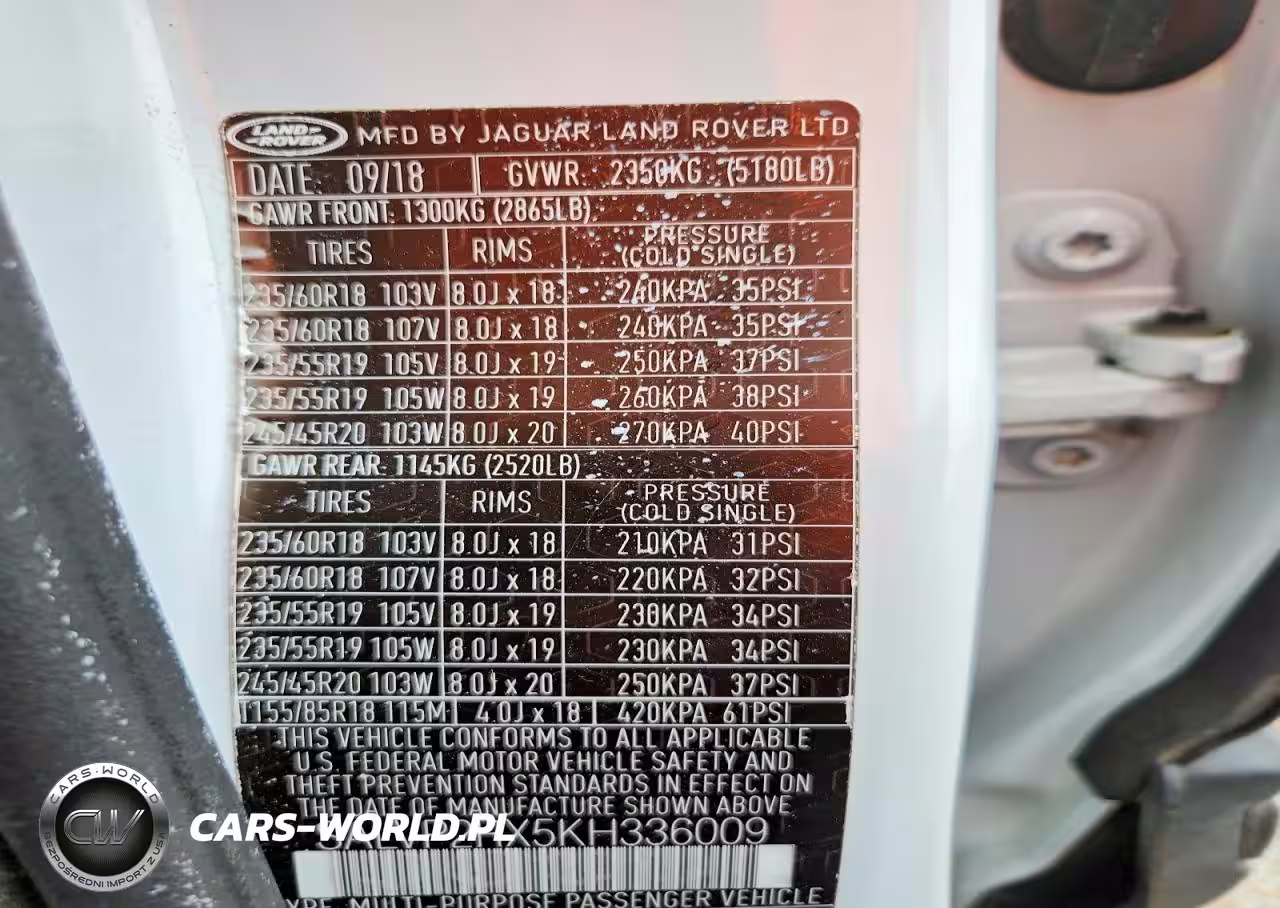 LAND-ROVER MFD BY JAGUAR LAND ROVER LTD
DATE: 09/18 GVWR: 2350KG (5180LB)
GAWR FRONT: 1300KG (2865LB)
TIRES RIMS PRESSURE (COLD SINGLE)
235/60R18 103V 8.0J x 18 240KPA 35PSI
235/60R18 107V 8.0J x 18 240KPA 35PSI
235/55R19 105V 8.0J x 19 250KPA 37PSI
235/55R19 105W 8.0J x 19 260KPA 38PSI
245/45R20 103W 8.0J x 20 270KPA 40PSI
GAWR REAR: 1145KG (2520LB)
TIRES RIMS PRESSURE (COLD SINGLE)
235/60R18 103V 8.0J x 18 210KPA 31PSI
235/60R18 107V 8.0J x 18 220KPA 32PSI
235/55R19 105V 8.0J x 19 230KPA 34PSI
235/55R19 105W 8.0J x 19 230KPA 34PSI
245/45R20 103W 8.0J x 20 250KPA 37PSI
T155/85R18 115M 4.0J x 18 420KPA 61PSI
THIS VEHICLE CONFORMS TO ALL APPLICABLE
U.S. FEDERAL MOTOR VEHICLE SAFETY AND
THEFT PREVENTION STANDARDS IN EFFECT ON
THE DATE OF MANUFACTURE SHOWN ABOVE
X5KH336009
MULTI-PURPOSE PASSENGER VEHICLE
CARS-WORLD
CW
BEZPOŚREDNI IMPORT Z USA
CARS-WORLD.PL